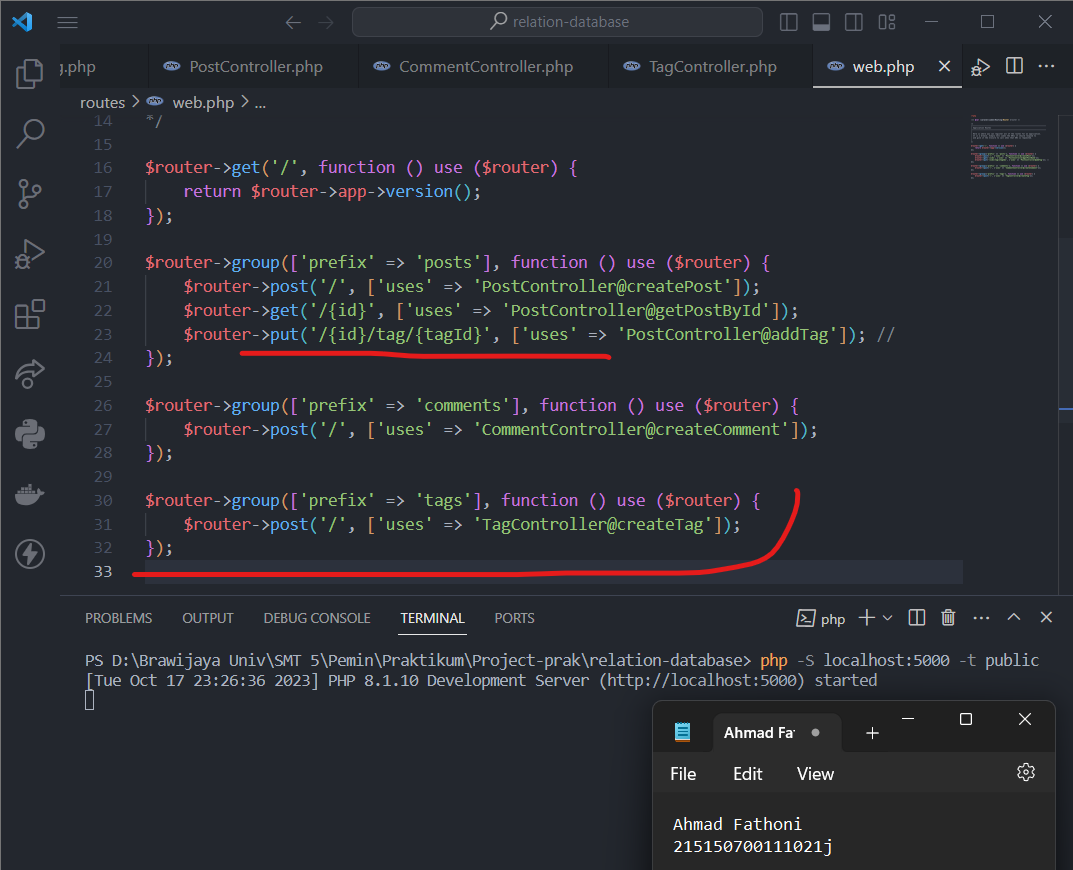 relation-database
g.php
PostController.php
CommentController.php
TagController.php
web.php
routes > web.php > ...
14 */
15
16 $router->get('/', function () use ($router) {
17 return $router->app->version();
18 });
19
20 $router->group(['prefix' => 'posts'], function () use ($router) {
21 $router->post('/', ['uses' => 'PostController@createPost']);
22 $router->get('/{id}', ['uses' => 'PostController@getPostById']);
23 $router->put('/{id}/tag/{tagId}', ['uses' => 'PostController@addTag']); //
24 });
25
26 $router->group(['prefix' => 'comments'], function () use ($router) {
27 $router->post('/', ['uses' => 'CommentController@createComment']);
28 });
29
30 $router->group(['prefix' => 'tags'], function () use ($router) {
31 $router->post('/', ['uses' => 'TagController@createTag']);
32 });
33
PROBLEMS OUTPUT DEBUG CONSOLE TERMINAL PORTS
php
PS D:\Brawijaya Univ\SMT 5\Pemin\Praktikum\Project-prak\relation-database> php -S localhost:5000 -t public
[Tue Oct 17 23:26:36 2023] PHP 8.1.10 Development Server (http://localhost:5000) started
Ahmad Fa
File Edit View
Ahmad Fathoni
215150700111021j